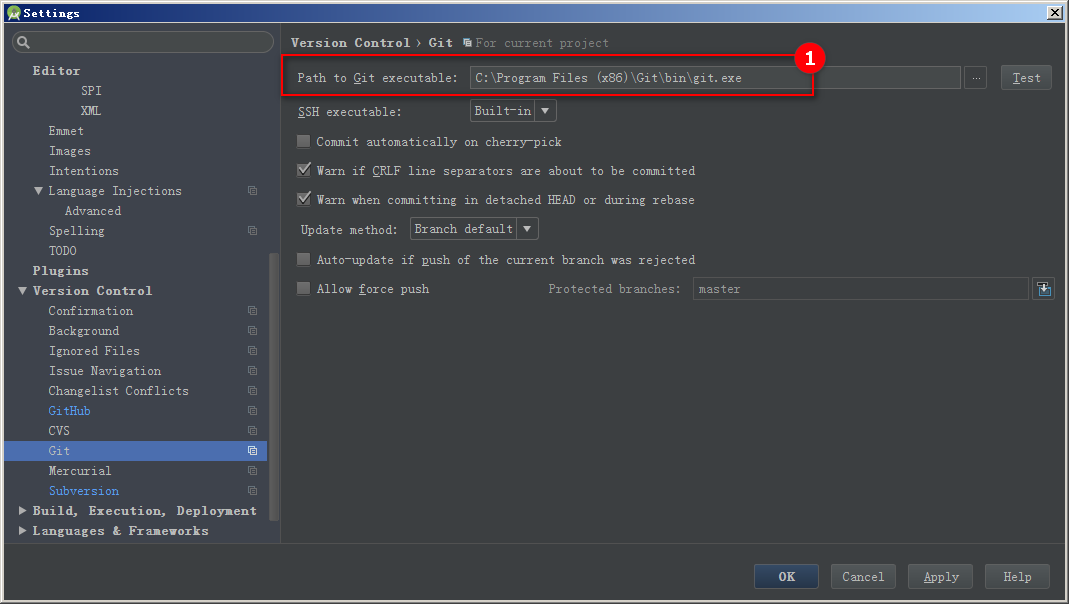 Settings
Version Control › Git For current project
1
Path to Git executable: C:\Program Files (x86)\Git\bin\git.exe ... Test
SSH executable: Built-in
Commit automatically on cherry-pick
Warn if CRLF line separators are about to be committed
Warn when committing in detached HEAD or during rebase
Update method: Branch default
Auto-update if push of the current branch was rejected
Allow force push Protected branches: master
Editor
SPI
XML
Emmet
Images
Intentions
Language Injections
Advanced
Spelling
TODO
Plugins
Version Control
Confirmation
Background
Ignored Files
Issue Navigation
Changelist Conflicts
GitHub
CVS
Git
Mercurial
Subversion
Build, Execution, Deployment
Languages & Frameworks
OK Cancel Apply Help